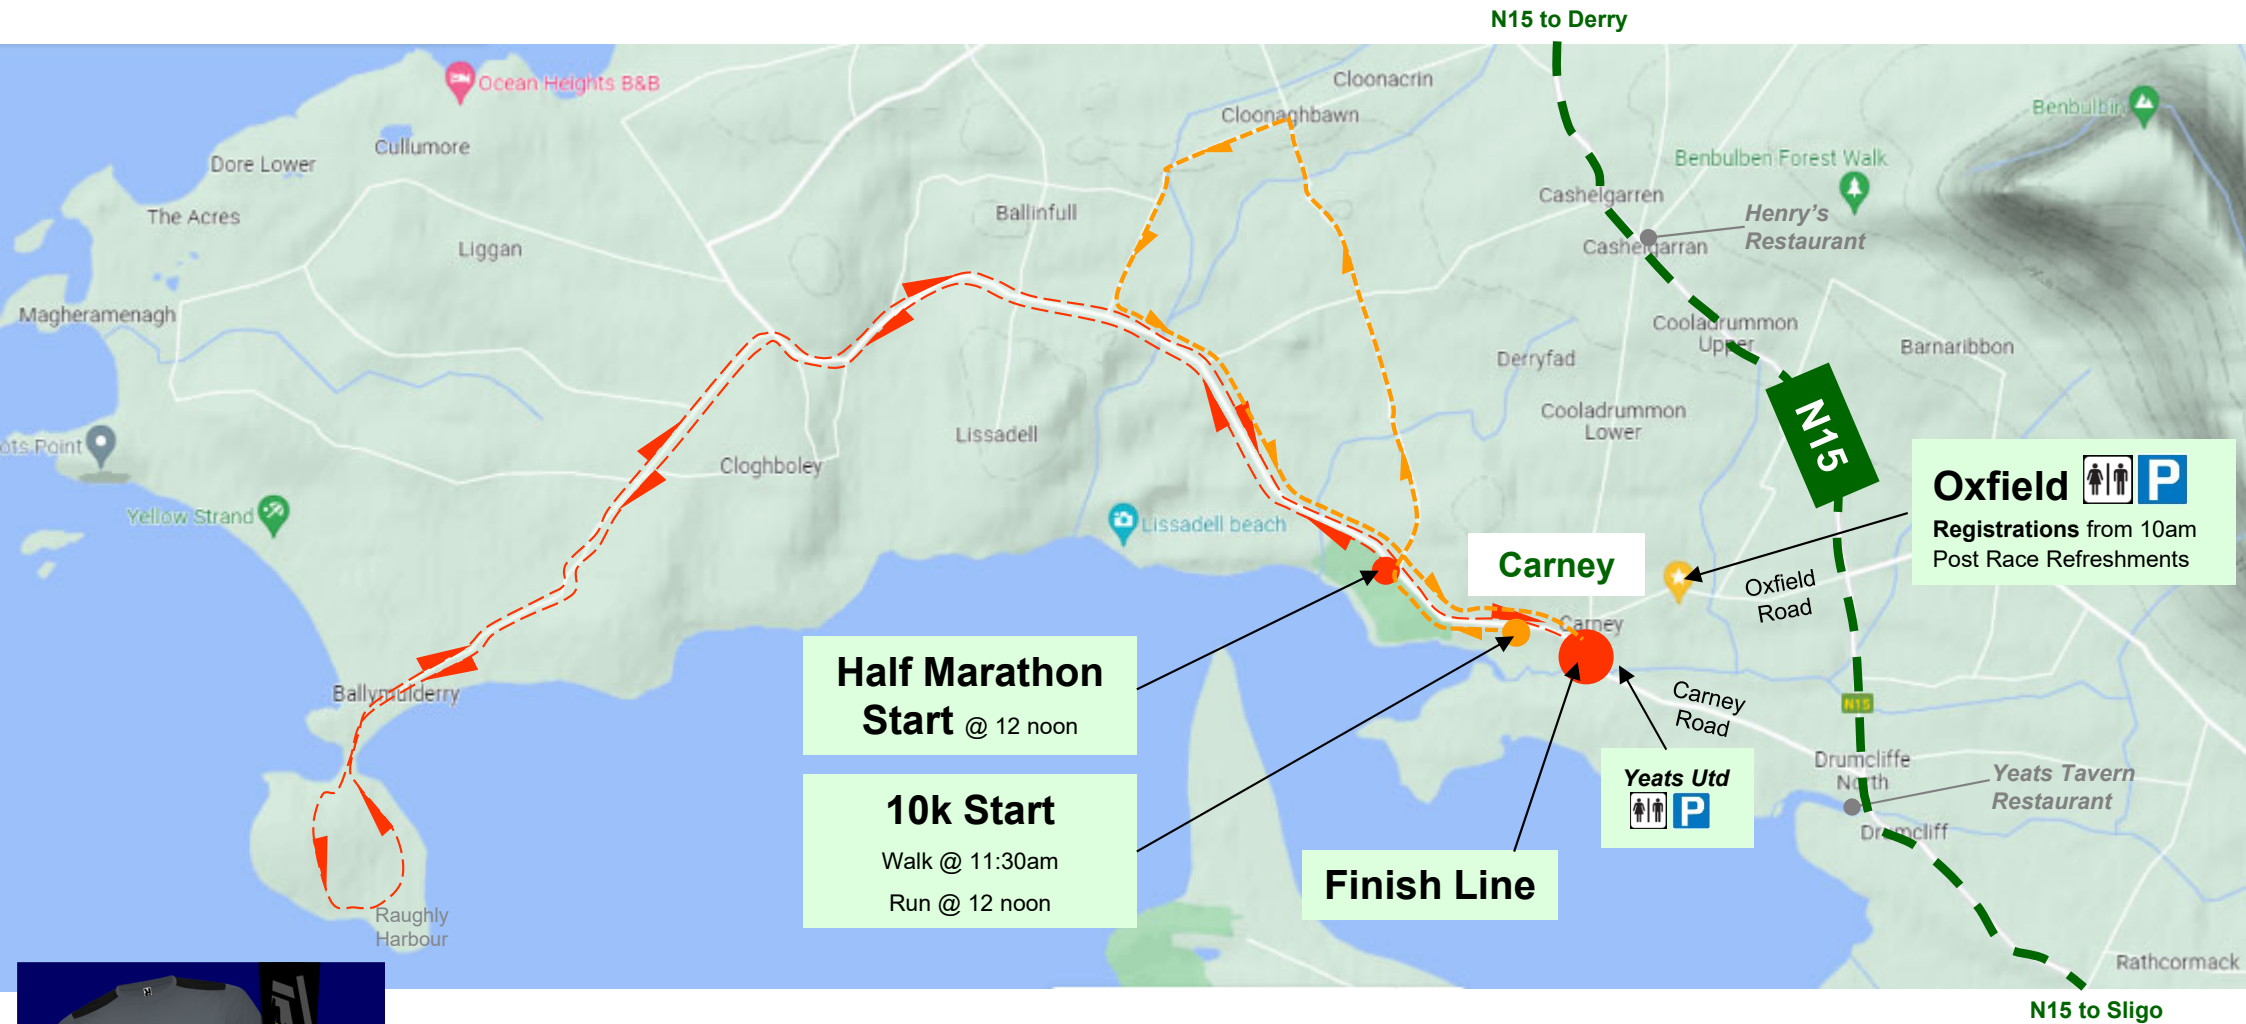 N15 to Derry
Ocean Heights B&B
Cloonacrin
Cloonaghbawn
Benbulbin
Cullumore
Dore Lower
Benbulben Forest Walk
Cashelgarren
The Acres
Ballinfull
Henry's
Restaurant
Liggan
Cashelgarran
Magheramenagh
Cooladrummon
Upper
Barnaribbon
Derryfad
Cooladrummon
Lower
N15
Lissadell
ots Point
Cloghboley
Oxfield
P
Registrations from 10am
Post Race Refreshments
Yellow Strand
Lissadell beach
Carney
Oxfield
Road
Carney
Half Marathon
Start @ 12 noon
Ballymulderry
Carney
Road
N15
10k Start
Walk @ 11:30am
Run @ 12 noon
Yeats Utd
P
Drumcliffe
North
Yeats Tavern
Restaurant
Drumcliff
Finish Line
Raughly
Harbour
Rathcormack
N15 to Sligo